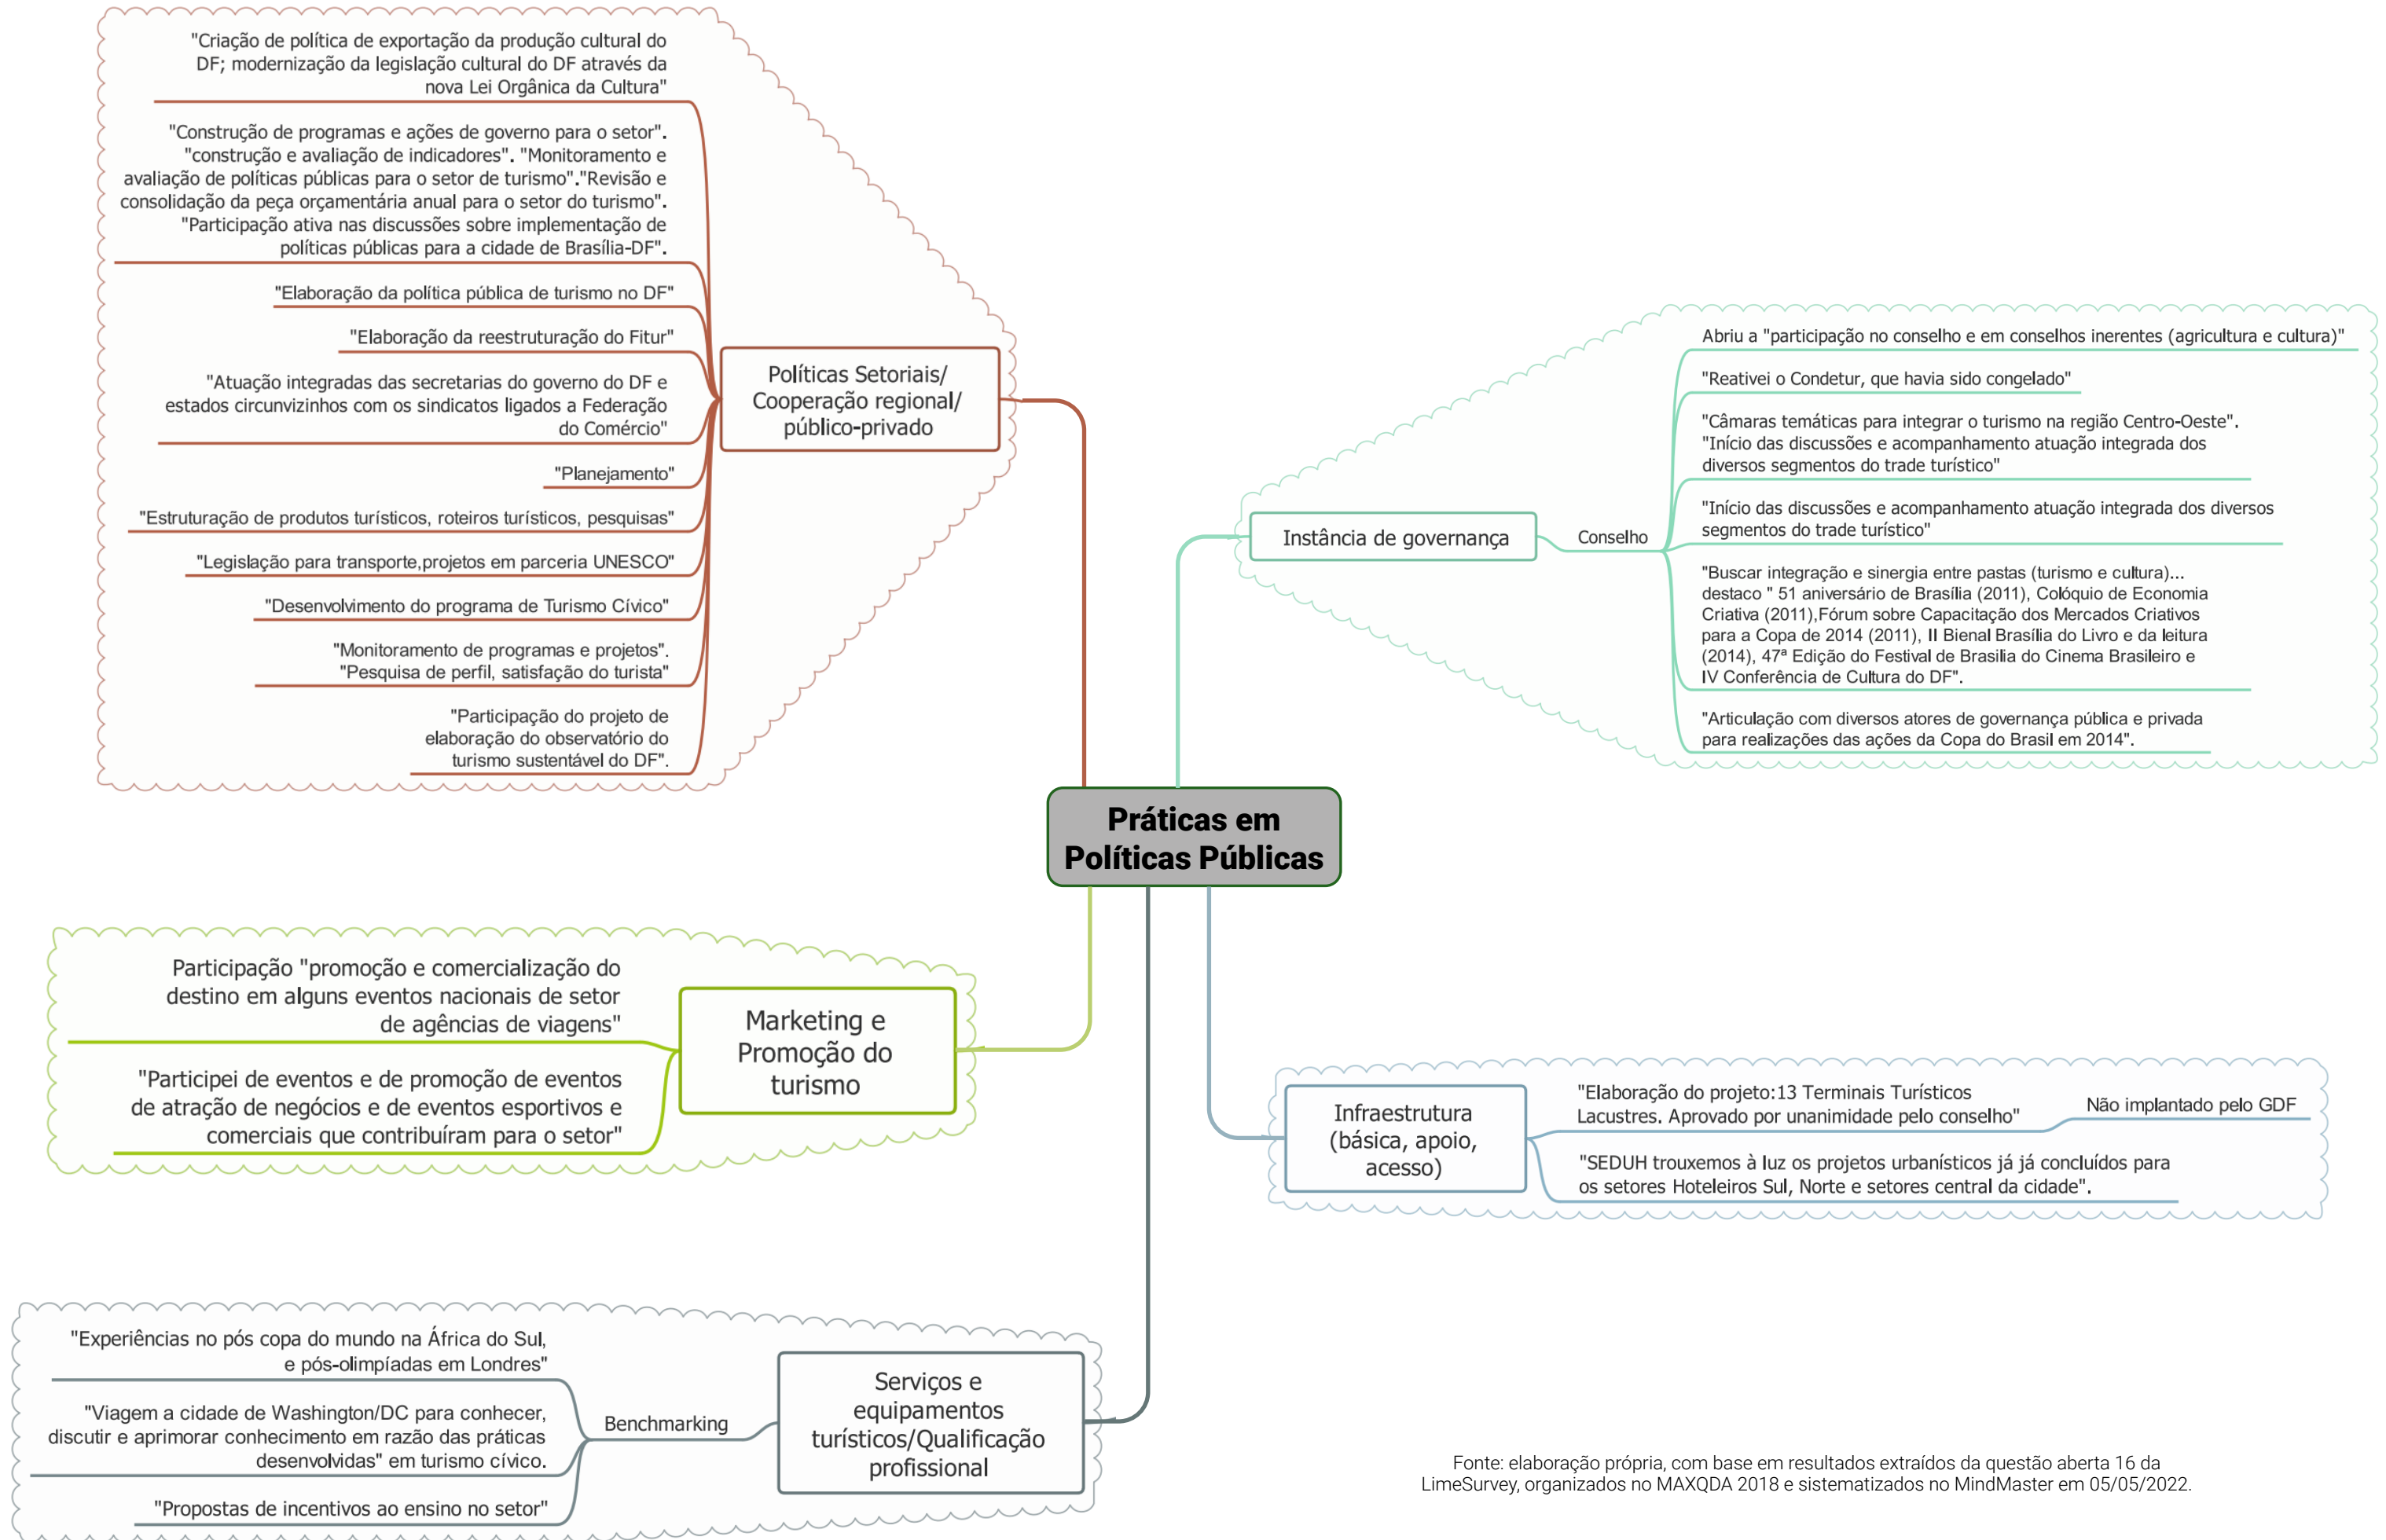 "Criação de política de exportação da produção cultural do
DF; modernização da legislação cultural do DF através da
nova Lei Orgânica da Cultura"
"Construção de programas e ações de governo para o setor".
"construção e avaliação de indicadores". "Monitoramento e
avaliação de políticas públicas para o setor de turismo"."Revisão e
consolidação da peça orçamentária anual para o setor do turismo".
"Participação ativa nas discussões sobre implementação de
políticas públicas para a cidade de Brasília-DF".
"Elaboração da política pública de turismo no DF"
"Elaboração da reestruturação do Fitur"
"Atuação integradas das secretarias do governo do DF e
estados circunvizinhos com os sindicatos ligados a Federação
do Comércio"
"Planejamento"
"Estruturação de produtos turísticos, roteiros turísticos, pesquisas"
"Legislação para transporte,projetos em parceria UNESCO"
"Desenvolvimento do programa de Turismo Cívico"
"Monitoramento de programas e projetos".
"Pesquisa de perfil, satisfação do turista"
"Participação do projeto de
elaboração do observatório do
turismo sustentável do DF".
Políticas Setoriais/
Cooperação regional/
público-privado
Instância de governança
Conselho
Abriu a "participação no conselho e em conselhos inerentes (agricultura e cultura)"
"Reativei o Condetur, que havia sido congelado"
"Câmaras temáticas para integrar o turismo na região Centro-Oeste".
"Início das discussões e acompanhamento atuação integrada dos
diversos segmentos do trade turístico"
"Início das discussões e acompanhamento atuação integrada dos diversos
segmentos do trade turístico"
"Buscar integração e sinergia entre pastas (turismo e cultura)...
destaco " 51 aniversário de Brasília (2011), Colóquio de Economia
Criativa (2011),Fórum sobre Capacitação dos Mercados Criativos
para a Copa de 2014 (2011), II Bienal Brasília do Livro e da leitura
(2014), 47ª Edição do Festival de Brasilia do Cinema Brasileiro e
IV Conferência de Cultura do DF".
"Articulação com diversos atores de governança pública e privada
para realizações das ações da Copa do Brasil em 2014".
Práticas em
Políticas Públicas
Participação "promoção e comercialização do
destino em alguns eventos nacionais de setor
de agências de viagens"
"Participei de eventos e de promoção de eventos
de atração de negócios e de eventos esportivos e
comerciais que contribuíram para o setor"
Marketing e
Promoção do
turismo
Infraestrutura
(básica, apoio,
acesso)
"Elaboração do projeto:13 Terminais Turísticos
Lacustres. Aprovado por unanimidade pelo conselho"
Não implantado pelo GDF
"SEDUH trouxemos à luz os projetos urbanísticos já já concluídos para
os setores Hoteleiros Sul, Norte e setores central da cidade".
"Experiências no pós copa do mundo na África do Sul,
e pós-olimpíadas em Londres"
"Viagem a cidade de Washington/DC para conhecer,
discutir e aprimorar conhecimento em razão das práticas
desenvolvidas" em turismo cívico.
"Propostas de incentivos ao ensino no setor"
Benchmarking
Serviços e
equipamentos
turísticos/Qualificação
profissional
Fonte: elaboração própria, com base em resultados extraídos da questão aberta 16 da
LimeSurvey, organizados no MAXQDA 2018 e sistematizados no MindMaster em 05/05/2022.